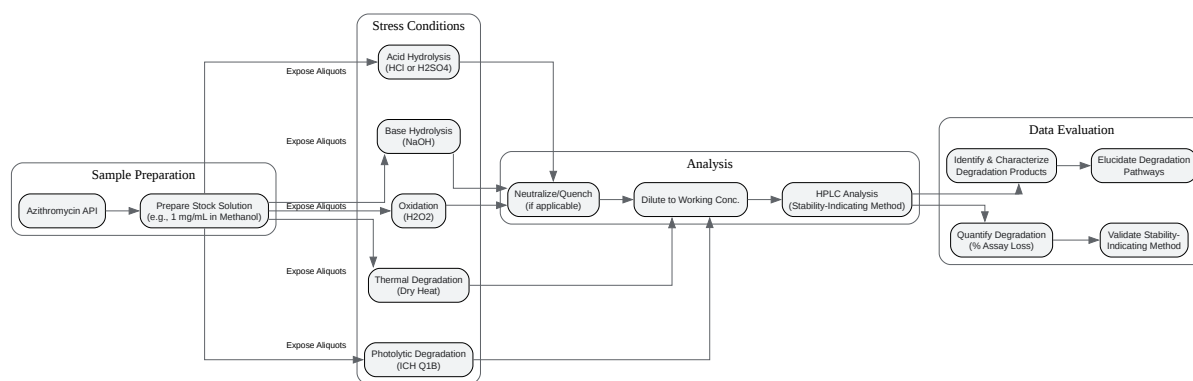 Stress Conditions
Acid Hydrolysis
(HCl or H2SO4)
Expose Aliquots
Base Hydrolysis
(NaOH)
Expose Aliquots
Sample Preparation
Azithromycin API
Prepare Stock Solution
(e.g., 1 mg/mL in Methanol)
Expose Aliquots
Oxidation
(H2O2)
Expose Aliquots
Thermal Degradation
(Dry Heat)
Expose Aliquots
Photolytic Degradation
(ICH Q1B)
Analysis
Neutralize/Quench
(if applicable)
Dilute to Working Conc.
HPLC Analysis
(Stability-Indicating Method)
Data Evaluation
Identify & Characterize
Degradation Products
Elucidate Degradation
Pathways
Quantify Degradation
(% Assay Loss)
Validate Stability-
Indicating Method